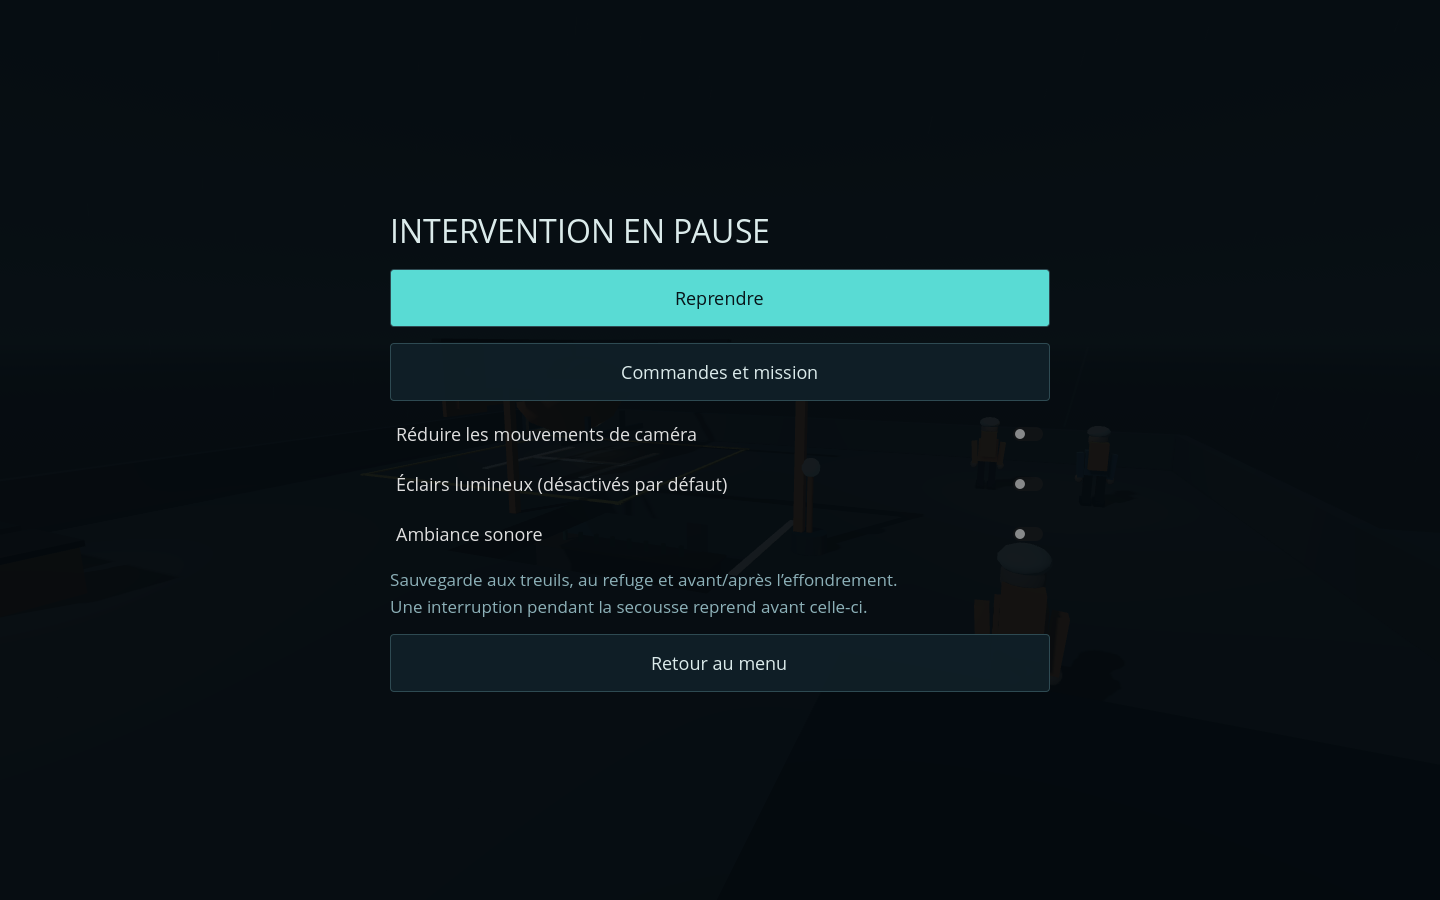 INTERVENTION EN PAUSE
Reprendre
Commandes et mission
Réduire les mouvements de caméra
Éclairs lumineux (désactivés par défaut)
Ambiance sonore
Sauvegarde aux treuils, au refuge et avant/après l’effondrement.
Une interruption pendant la secousse reprend avant celle-ci.
Retour au menu